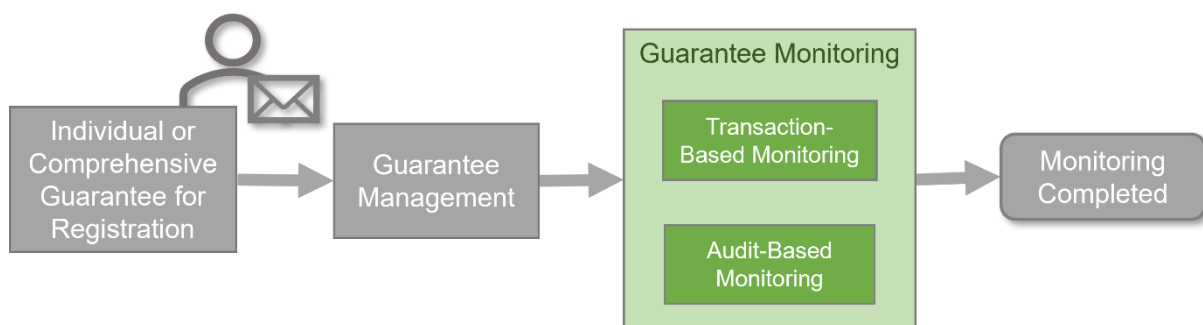 Individual or
Comprehensive
Guarantee for
Registration
Guarantee
Management
Guarantee Monitoring
Transaction-
Based Monitoring
Audit-Based
Monitoring
Monitoring
Completed